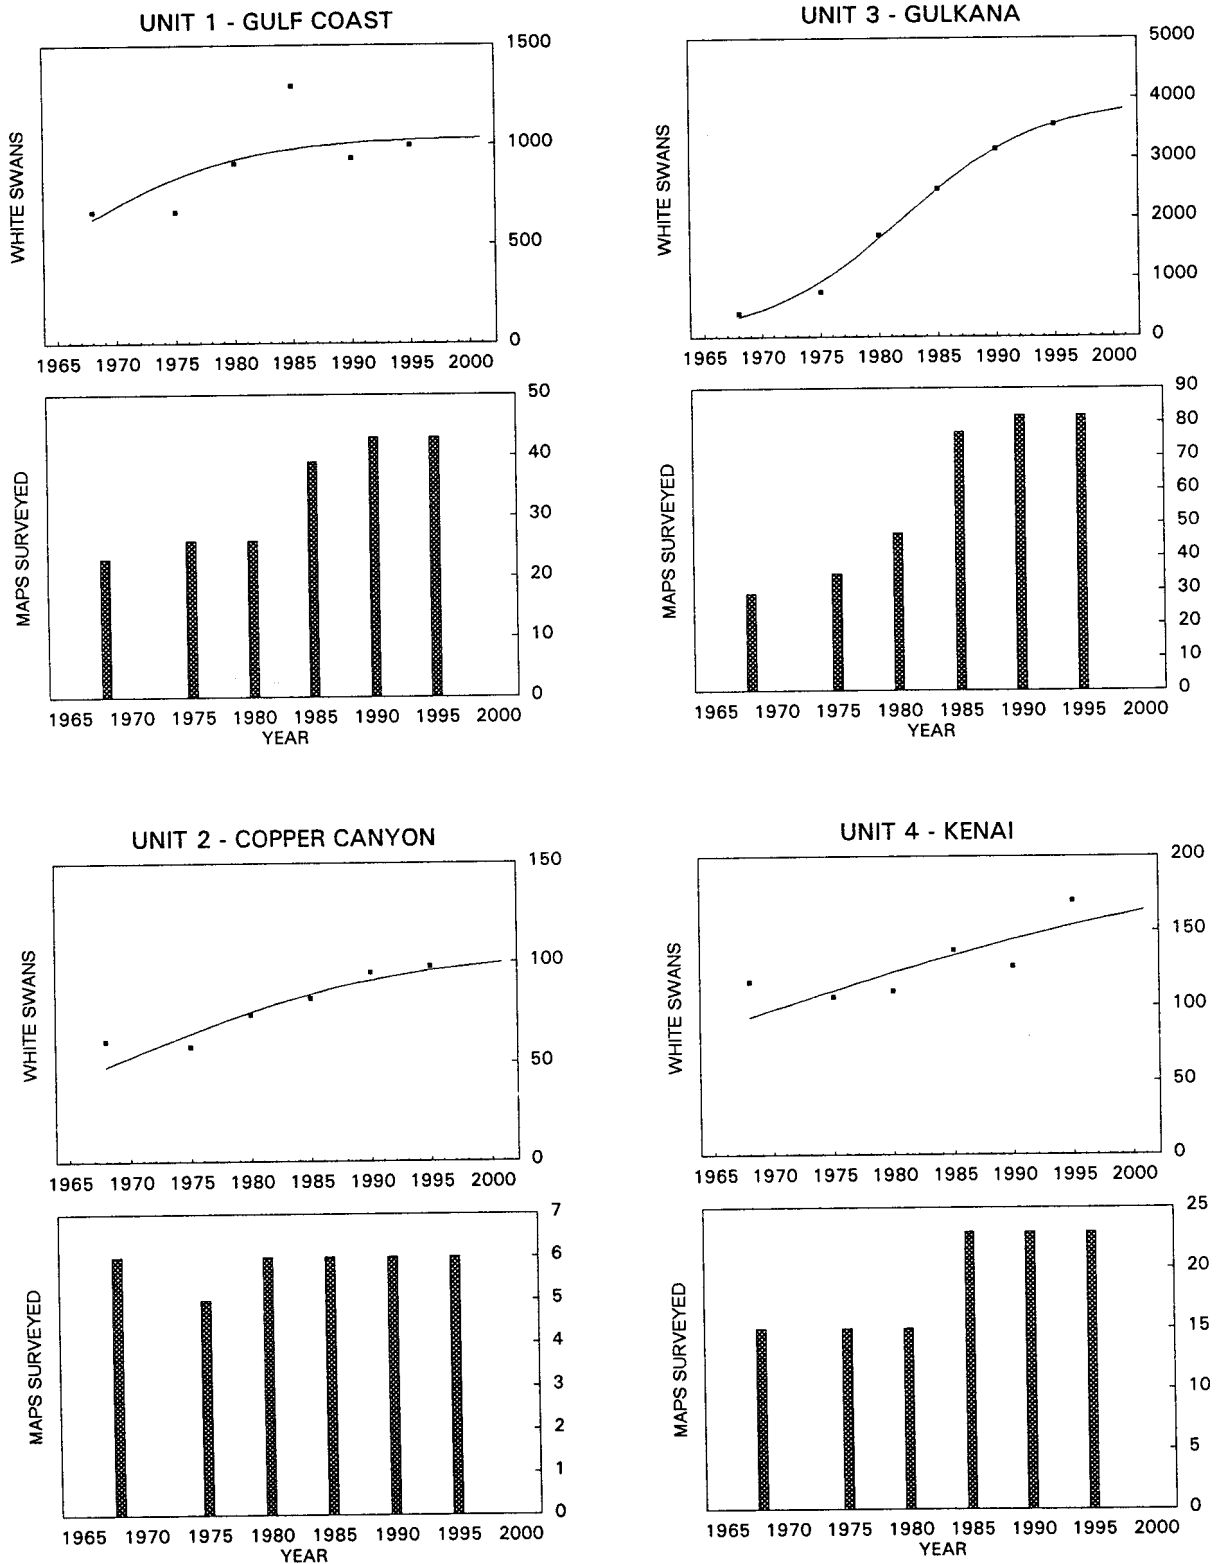 UNIT 1 - GULF COAST
WHITE SWANS
1500
1000
500
0
1965 1970 1975 1980 1985 1990 1995 2000
MAPS SURVEYED
50
40
30
20
10
0
1965 1970 1975 1980 1985 1990 1995 2000
YEAR
UNIT 3 - GULKANA
WHITE SWANS
5000
4000
3000
2000
1000
0
1965 1970 1975 1980 1985 1990 1995 2000
MAPS SURVEYED
90
80
70
60
50
40
30
20
10
0
1965 1970 1975 1980 1985 1990 1995 2000
YEAR
UNIT 2 - COPPER CANYON
WHITE SWANS
150
100
50
0
1965 1970 1975 1980 1985 1990 1995 2000
MAPS SURVEYED
7
6
5
4
3
2
1
0
1965 1970 1975 1980 1985 1990 1995 2000
YEAR
UNIT 4 - KENAI
WHITE SWANS
200
150
100
50
0
1965 1970 1975 1980 1985 1990 1995 2000
MAPS SURVEYED
25
20
15
10
5
0
1965 1970 1975 1980 1985 1990 1995 2000
YEAR